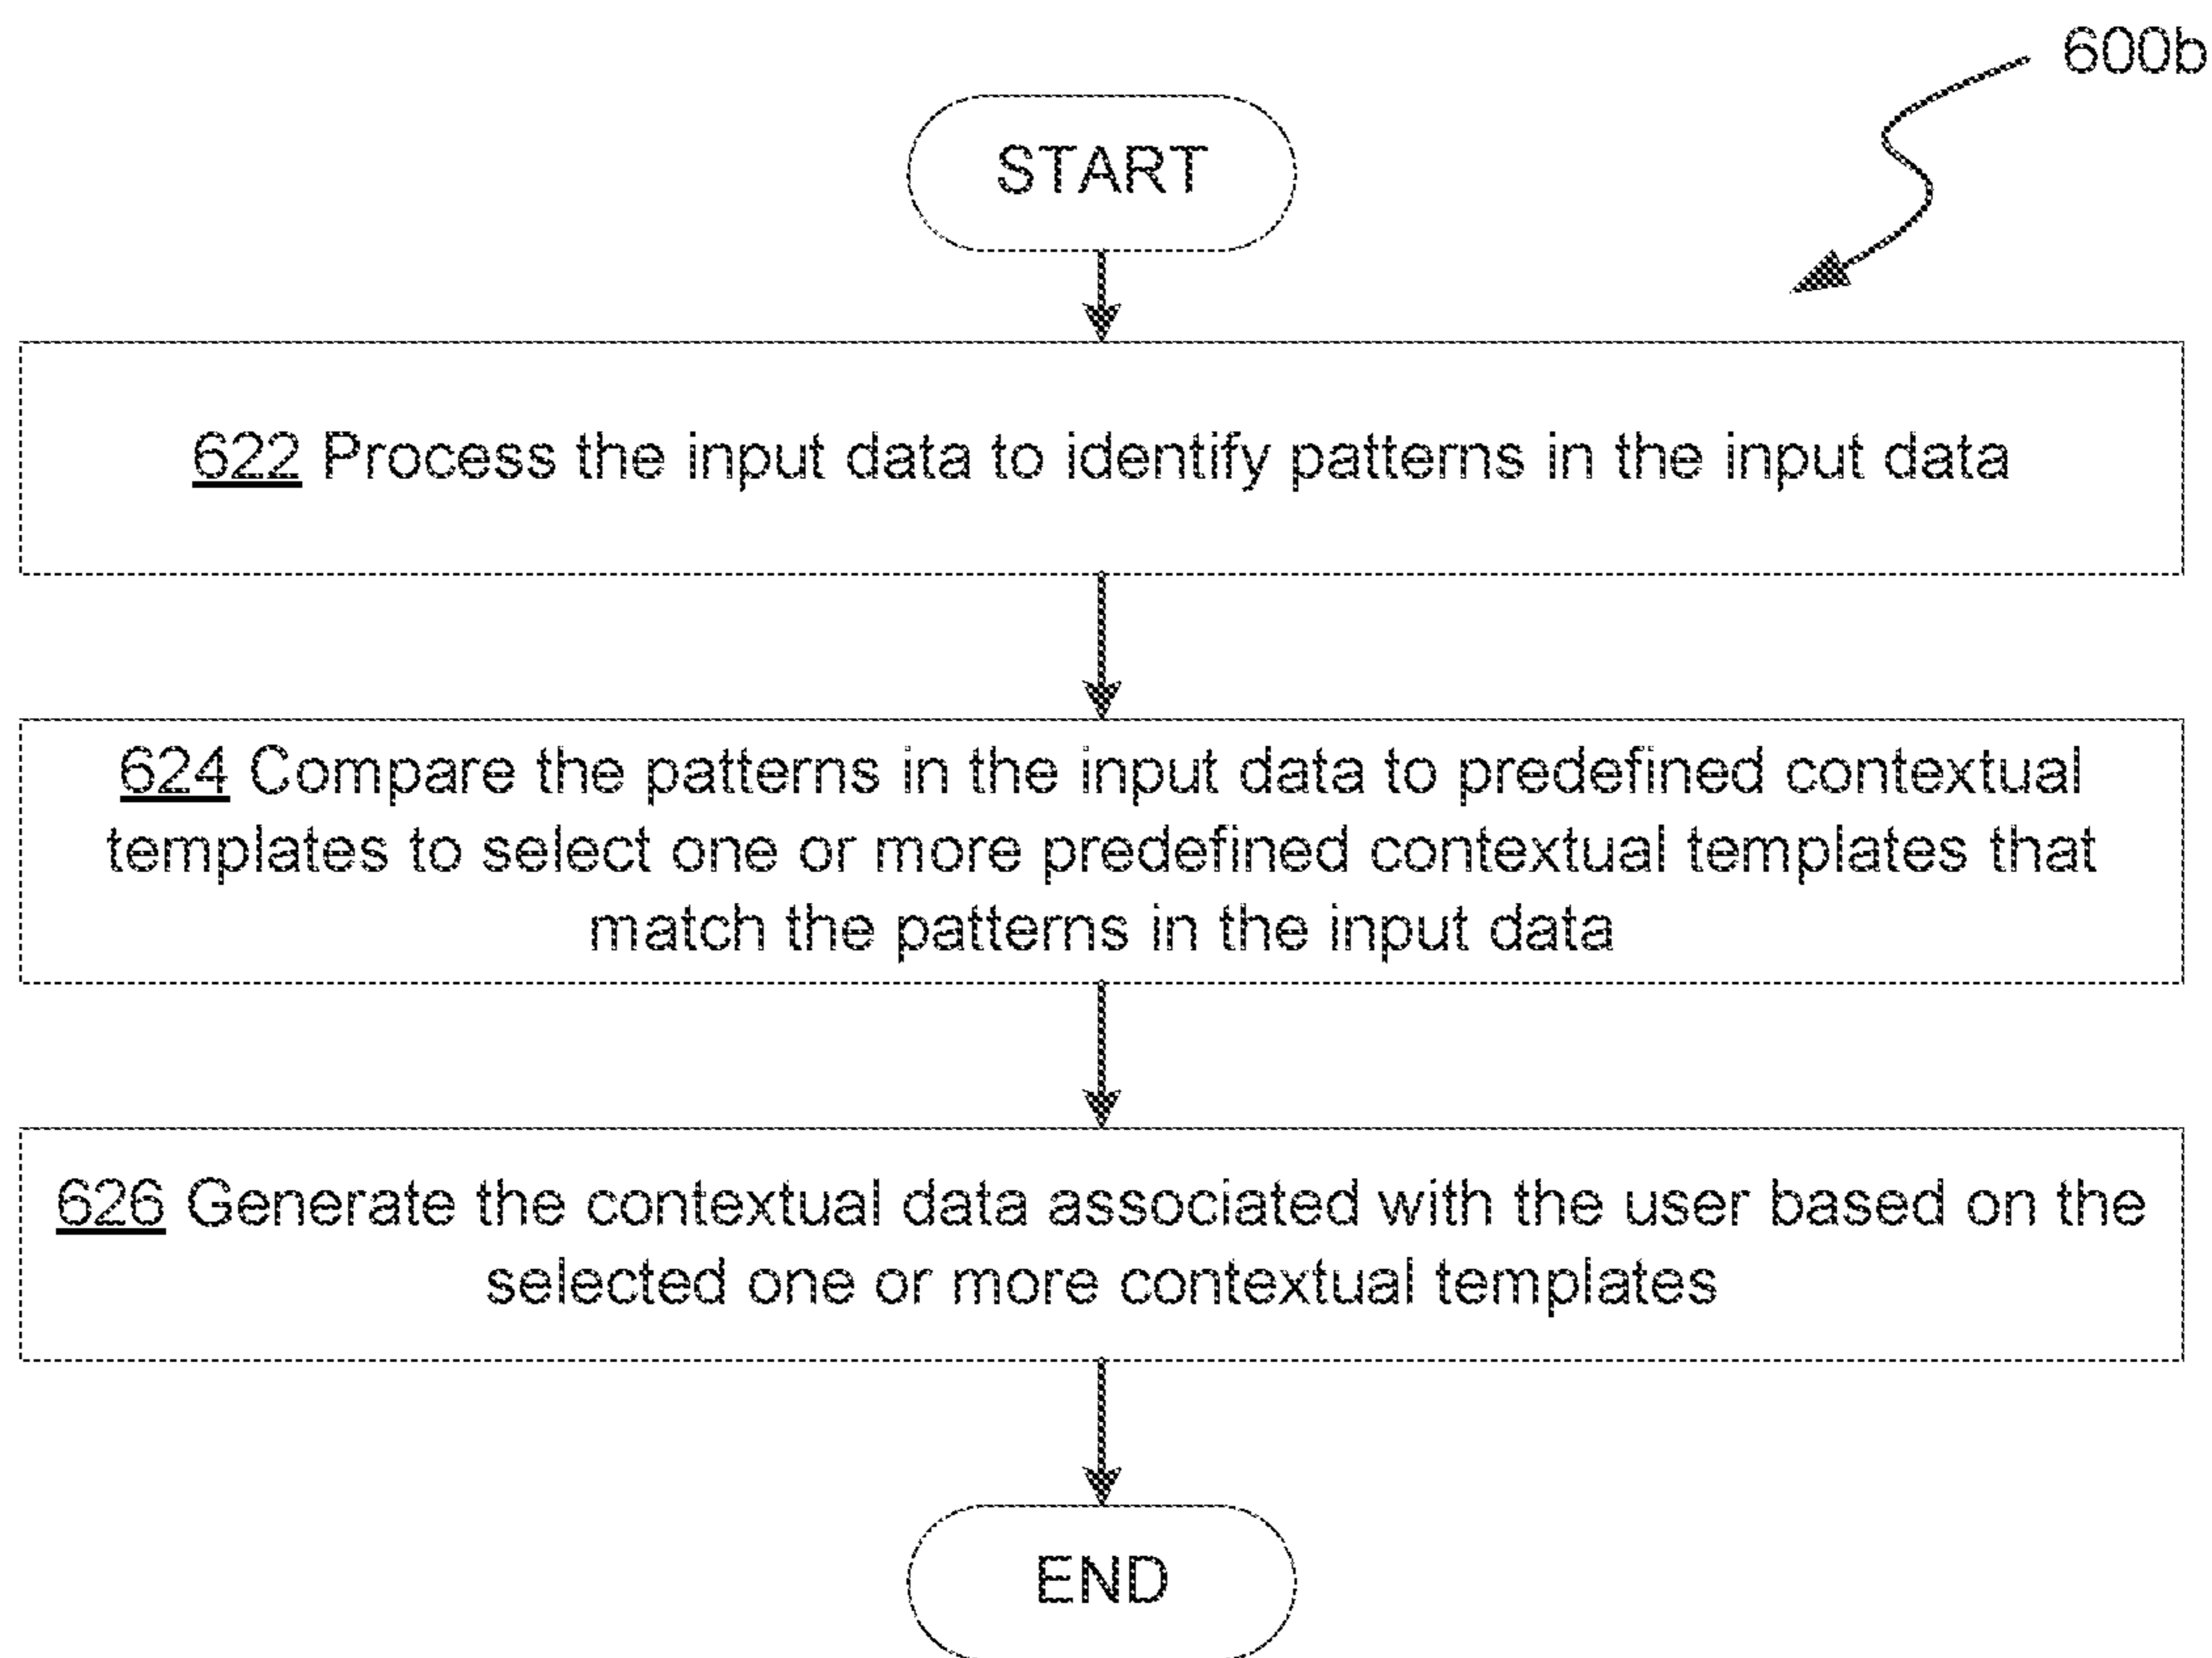 600b
START
622 Process the input data to identify patterns in the input data
624 Compare the patterns in the input data to predefined contextual
templates to select one or more predefined contextual templates that
match the patterns in the input data
626 Generate the contextual data associated with the user based on the
selected one or more contextual templates
END